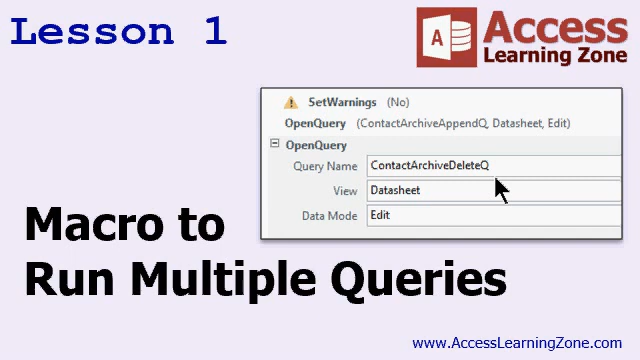 Lesson 1
A Access
Learning Zone
SetWarnings (No)
OpenQuery (ContactArchiveAppendQ, Datasheet, Edit)
OpenQuery
Query Name ContactArchiveDeleteQ
View Datasheet
Data Mode Edit
Macro to
Run Multiple Queries
www.AccessLearningZone.com